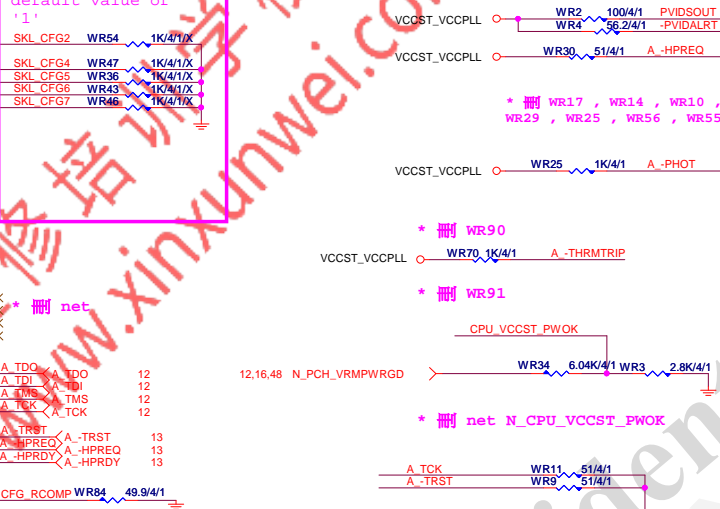 default value of
'1'
SKL_CFG2 WR54 1K/4/1/X
SKL_CFG4 WR47 1K/4/1/X
SKL_CFG5 WR36 1K/4/1/X
SKL_CFG6 WR43 1K/4/1/X
SKL_CFG7 WR46 1K/4/1/X
VCCST_VCCPLL WR2 100/4/1 PVIDSOUT
WR4 56.2/4/1 -PVIDALRT
VCCST_VCCPLL WR30 51/4/1 A_-HPREQ
* WR17 , WR14 , WR10 ,
WR29 , WR25 , WR56 , WR55
VCCST_VCCPLL WR25 1K/4/1 A_-PHOT
* WR90
VCCST_VCCPLL WR70 1K/4/1 A_-THRMTRIP
* WR91
CPU_VCCST_PWOK
12,16,48 N_PCH_VRMPWRGD WR34 6.04K/4/1 WR3 2.8K/4/1
* net N_CPU_VCCST_PWOK
A_TCK WR11 51/4/1
A_-TRST WR9 51/4/1
* net
A_TDO A_TDO 12
A_TDI A_TDI 12
A_TMS A_TMS 12
A_TCK A_TCK 12
A_-TRST A_-TRST 13
A_-HPREQ A_-HPREQ 13
A_-HPRDY A_-HPRDY 13
CFG_RCOMP WR84 49.9/4/1
修培训学
www.xinxunwei.co